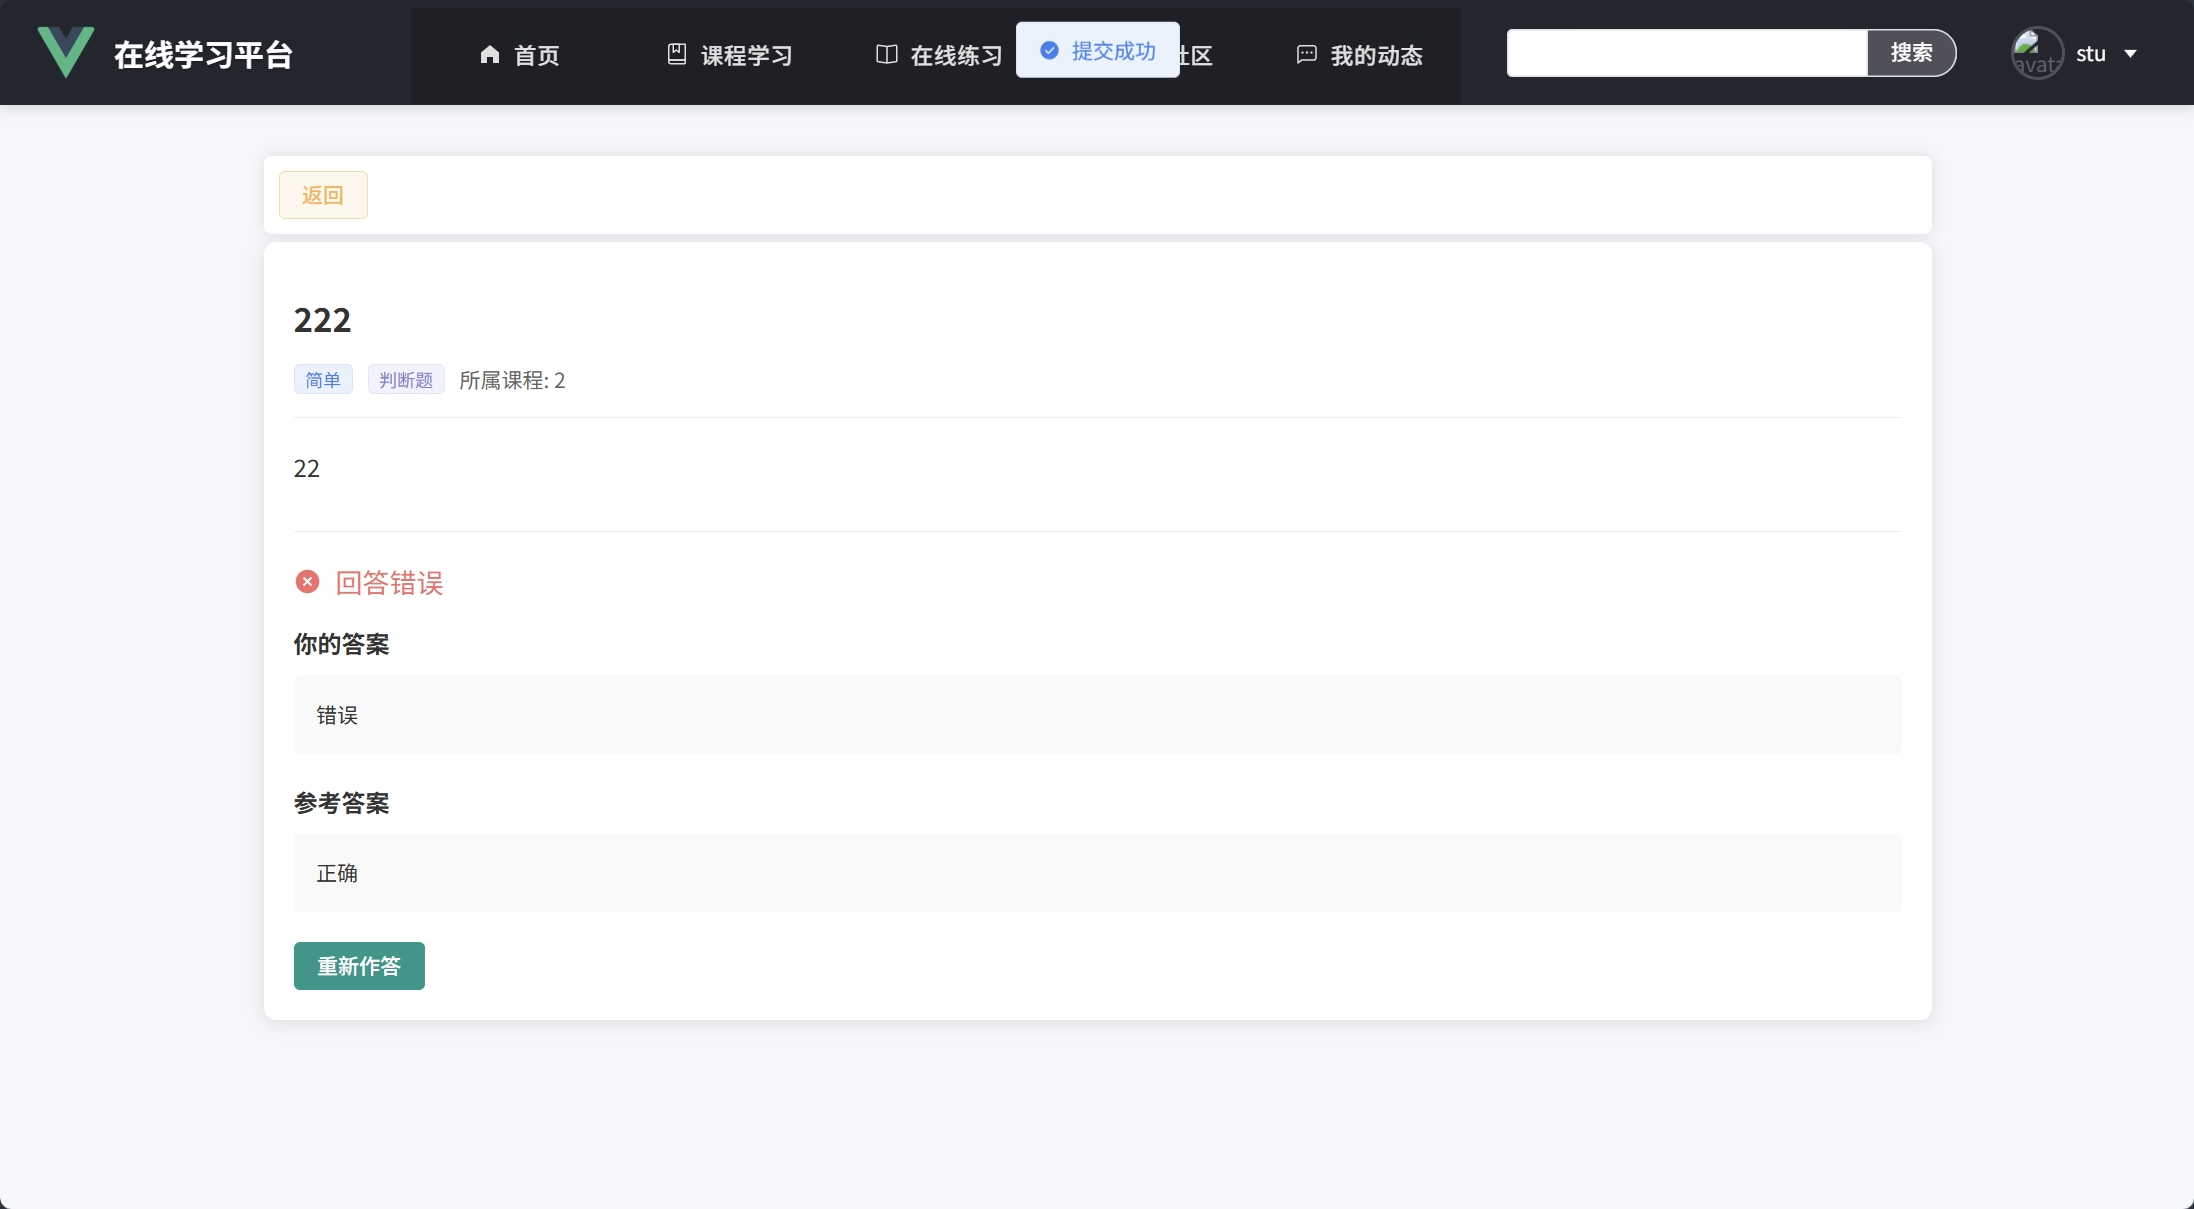 在线学习平台
首页
课程学习
在线练习
提交成功
区
我的动态
搜索
stu
返回
222
简单 判断题 所属课程: 2
22
回答错误
你的答案
错误
参考答案
正确
重新作答